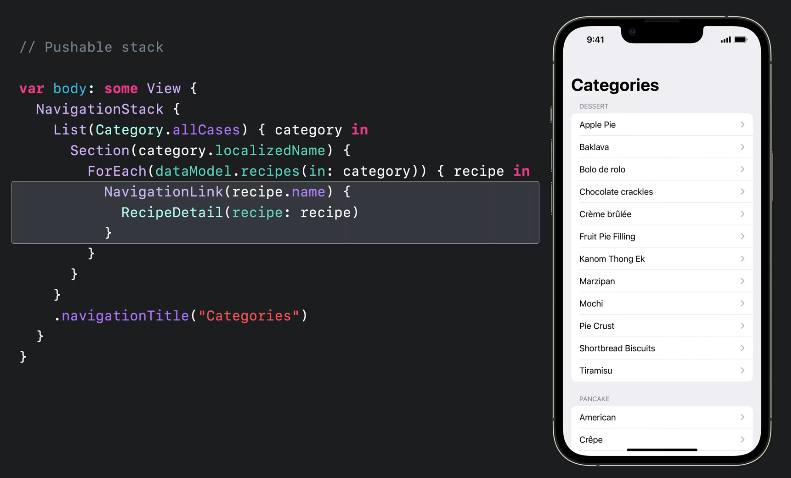 // Pushable stack
var body: some View {
NavigationStack {
List(Category.allCases) { category in
Section(category.localizedName) {
ForEach(dataModel.recipes(in: category)) { recipe in
NavigationLink(recipe.name) {
RecipeDetail(recipe: recipe)
}
}
}
}
.navigationTitle("Categories")
}
}
9:41
Categories
DESSERT
Apple Pie
Baklava
Bolo de rolo
Chocolate crackles
Crème brûlée
Fruit Pie Filling
Kanom Thong Ek
Marzipan
Mochi
Pie Crust
Shortbread Biscuits
Tiramisu
PANCAKE
American
Crêpe